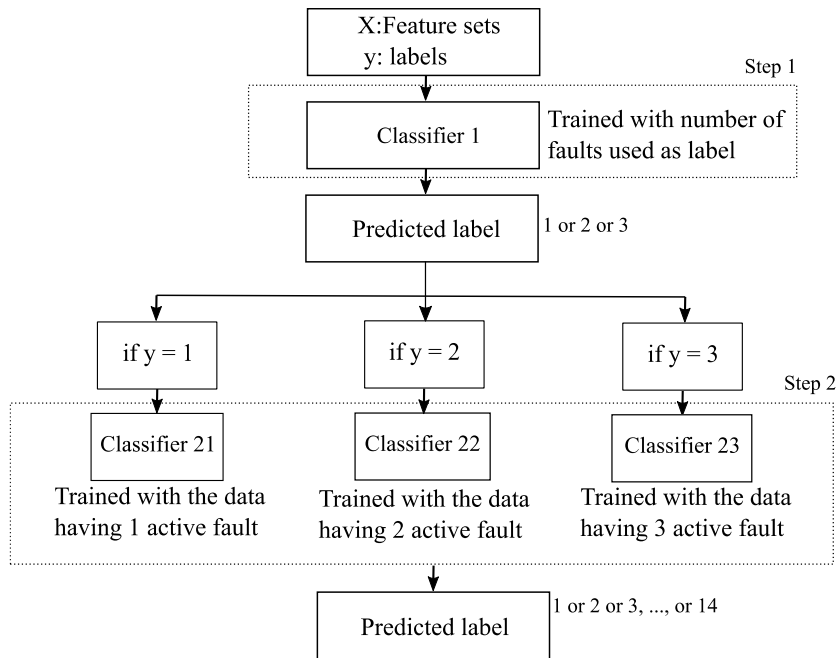 X:Feature sets
y: labels
Step 1
Classifier 1
Trained with number of
faults used as label
Predicted label
1 or 2 or 3
if y = 1
if y = 2
if y = 3
Step 2
Classifier 21
Classifier 22
Classifier 23
Trained with the data
having 1 active fault
Trained with the data
having 2 active fault
Trained with the data
having 3 active fault
1 or 2 or 3, ..., or 14
Predicted label